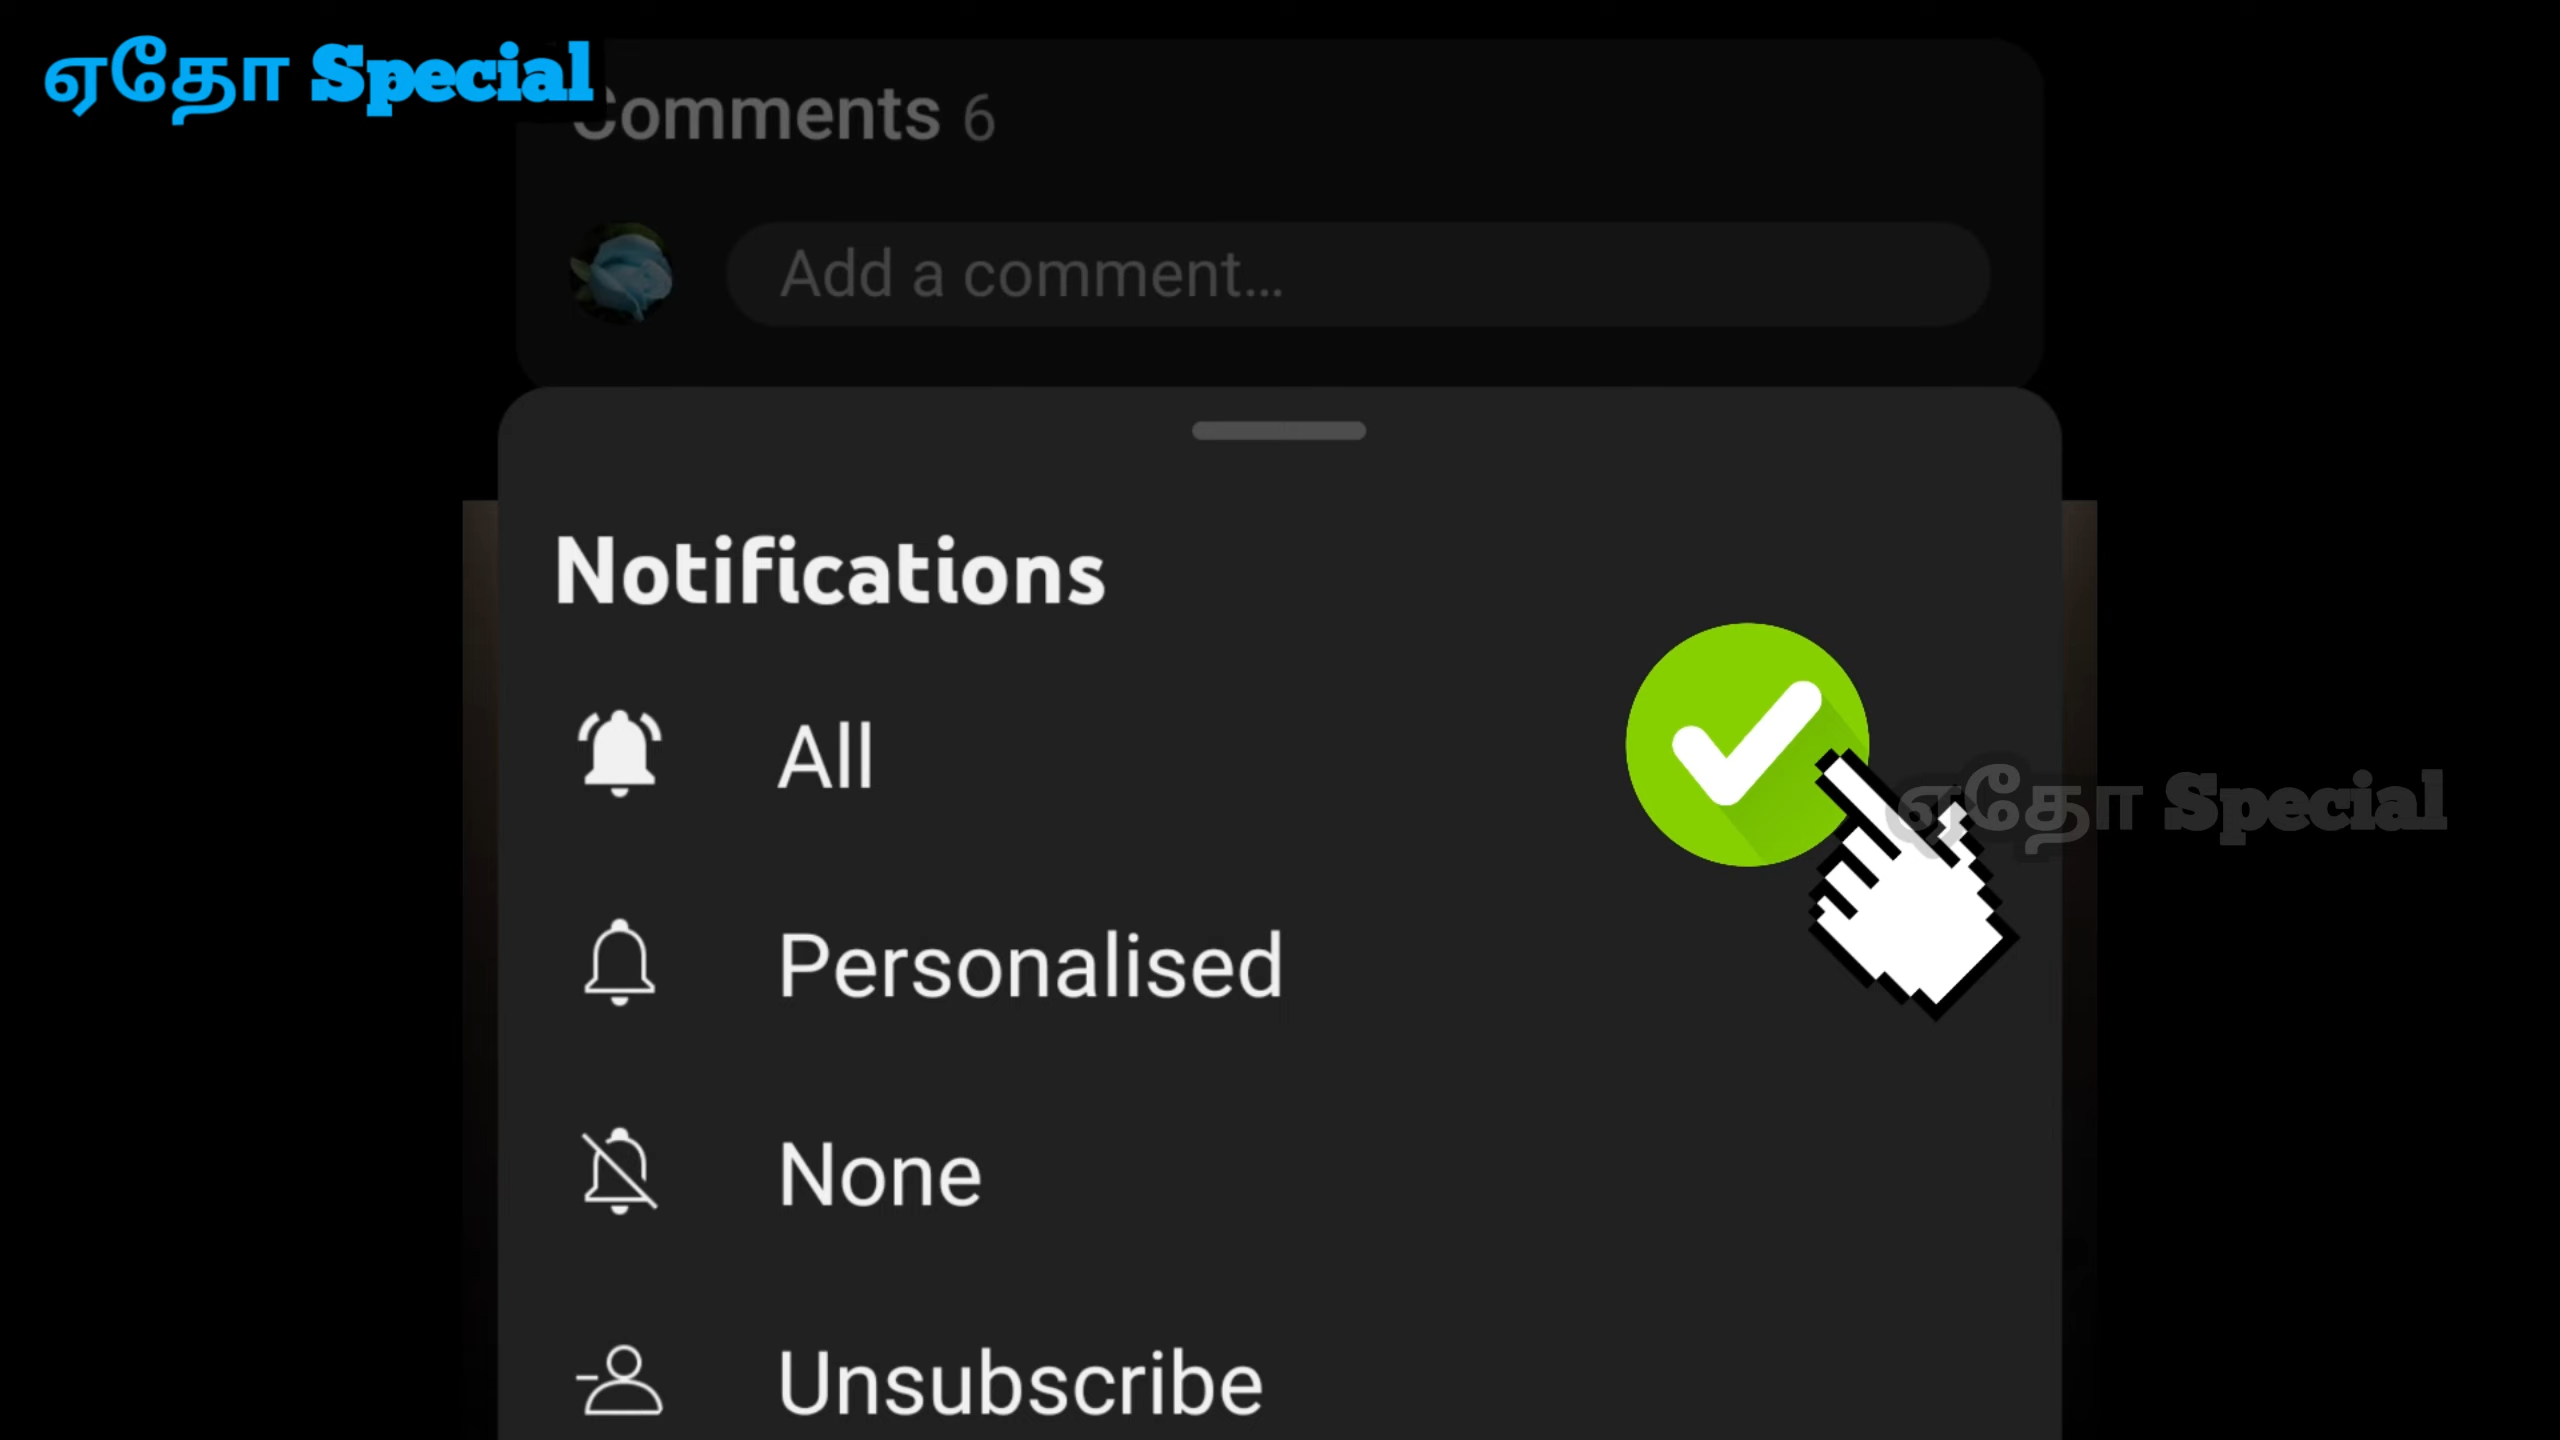 ஏதோ Special
Comments 6
Add a comment...
Notifications
All
ஏதோ Special
Personalised
None
Unsubscribe